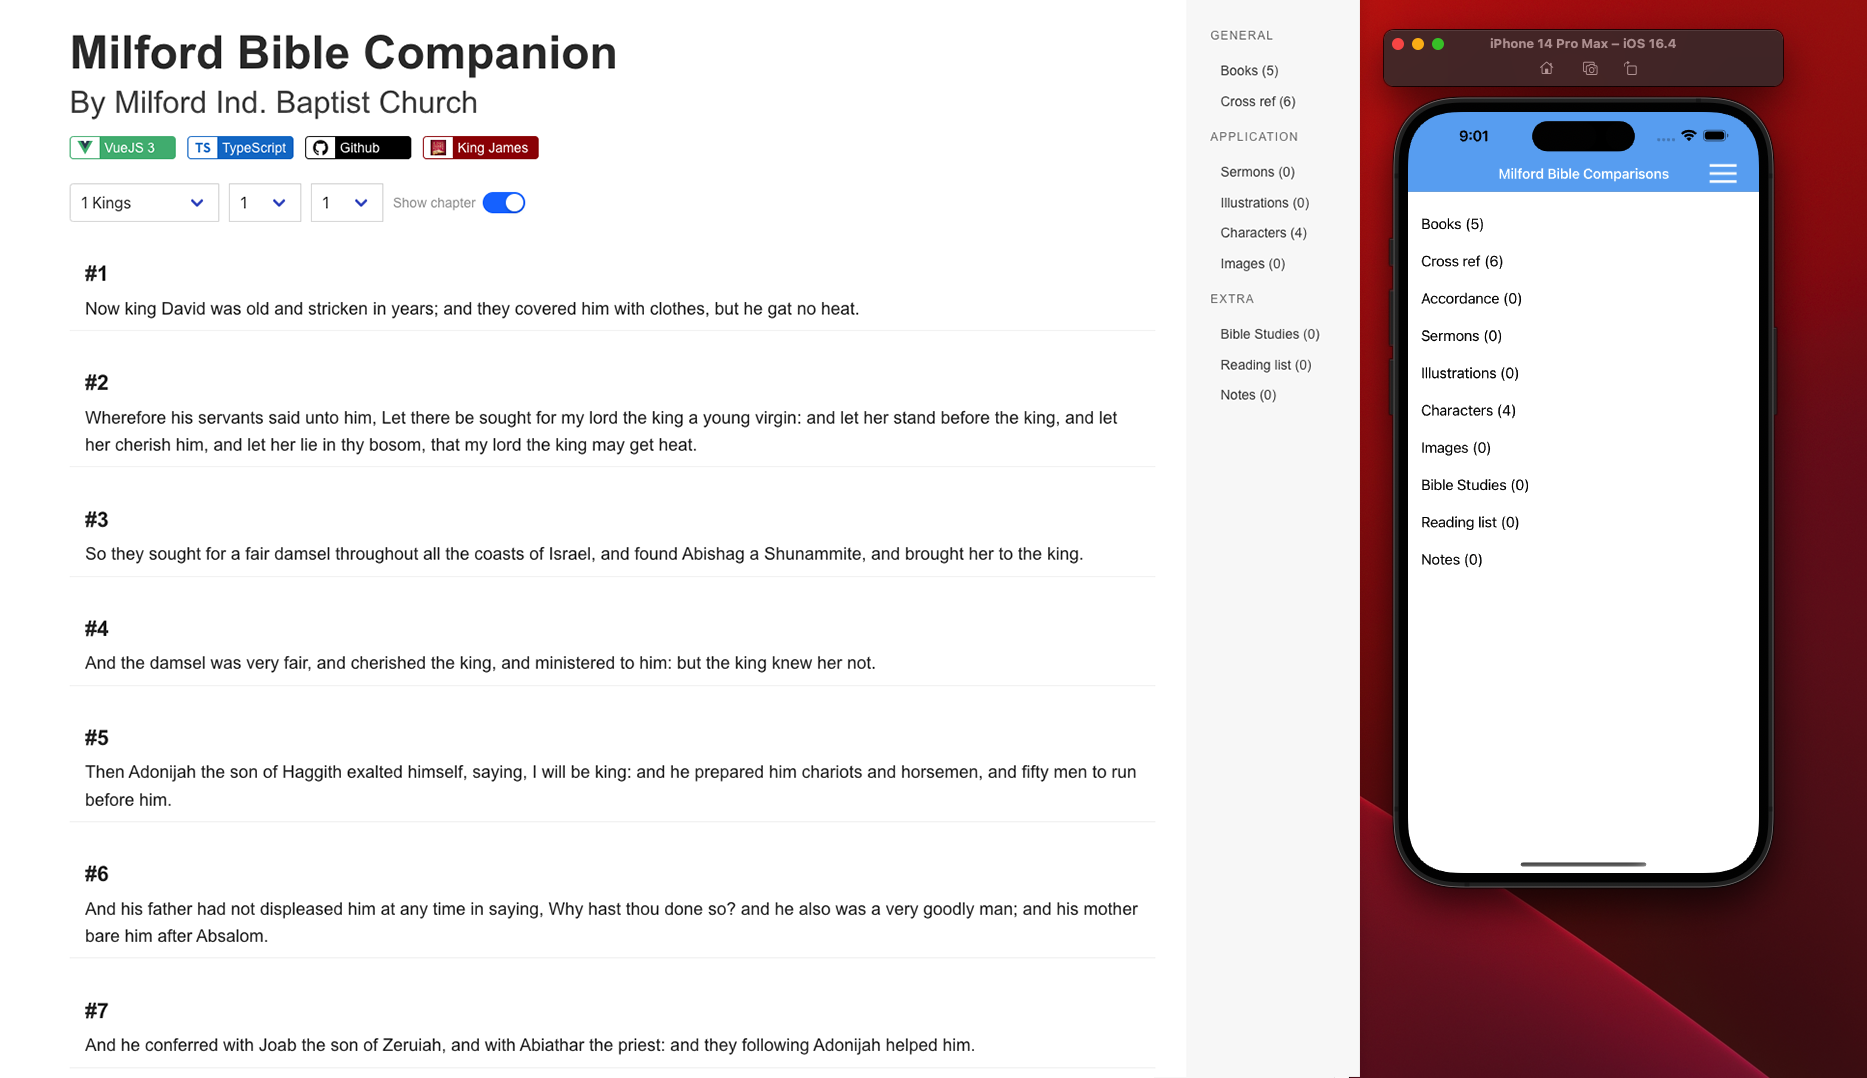 Milford Bible Companion
By Milford Ind. Baptist Church
VueJS 3
TS TypeScript
Github
King James
1 Kings
1
1
Show chapter
#1
Now king David was old and stricken in years; and they covered him with clothes, but he gat no heat.
#2
Wherefore his servants said unto him, Let there be sought for my lord the king a young virgin: and let her stand before the king, and let
her cherish him, and let her lie in thy bosom, that my lord the king may get heat.
#3
So they sought for a fair damsel throughout all the coasts of Israel, and found Abishag a Shunammite, and brought her to the king.
#4
And the damsel was very fair, and cherished the king, and ministered to him: but the king knew her not.
#5
Then Adonijah the son of Haggith exalted himself, saying, I will be king: and he prepared him chariots and horsemen, and fifty men to run
before him.
#6
And his father had not displeased him at any time in saying, Why hast thou done so? and he also was a very goodly man; and his mother
bare him after Absalom.
#7
And he conferred with Joab the son of Zeruiah, and with Abiathar the priest: and they following Adonijah helped him.
GENERAL
Books (5)
Cross ref (6)
APPLICATION
Sermons (0)
Illustrations (0)
Characters (4)
Images (0)
EXTRA
Bible Studies (0)
Reading list (0)
Notes (0)
iPhone 14 Pro Max – iOS 16.4
9:01
Milford Bible Comparisons
Books (5)
Cross ref (6)
Accordance (0)
Sermons (0)
Illustrations (0)
Characters (4)
Images (0)
Bible Studies (0)
Reading list (0)
Notes (0)